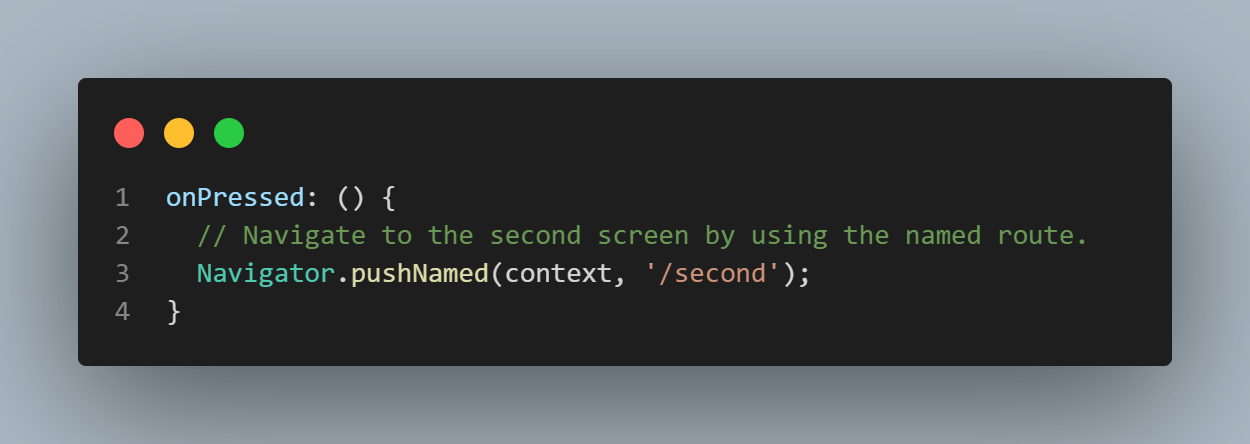 1 onPressed: () {
2 // Navigate to the second screen by using the named route.
3 Navigator.pushNamed(context, '/second');
4 }